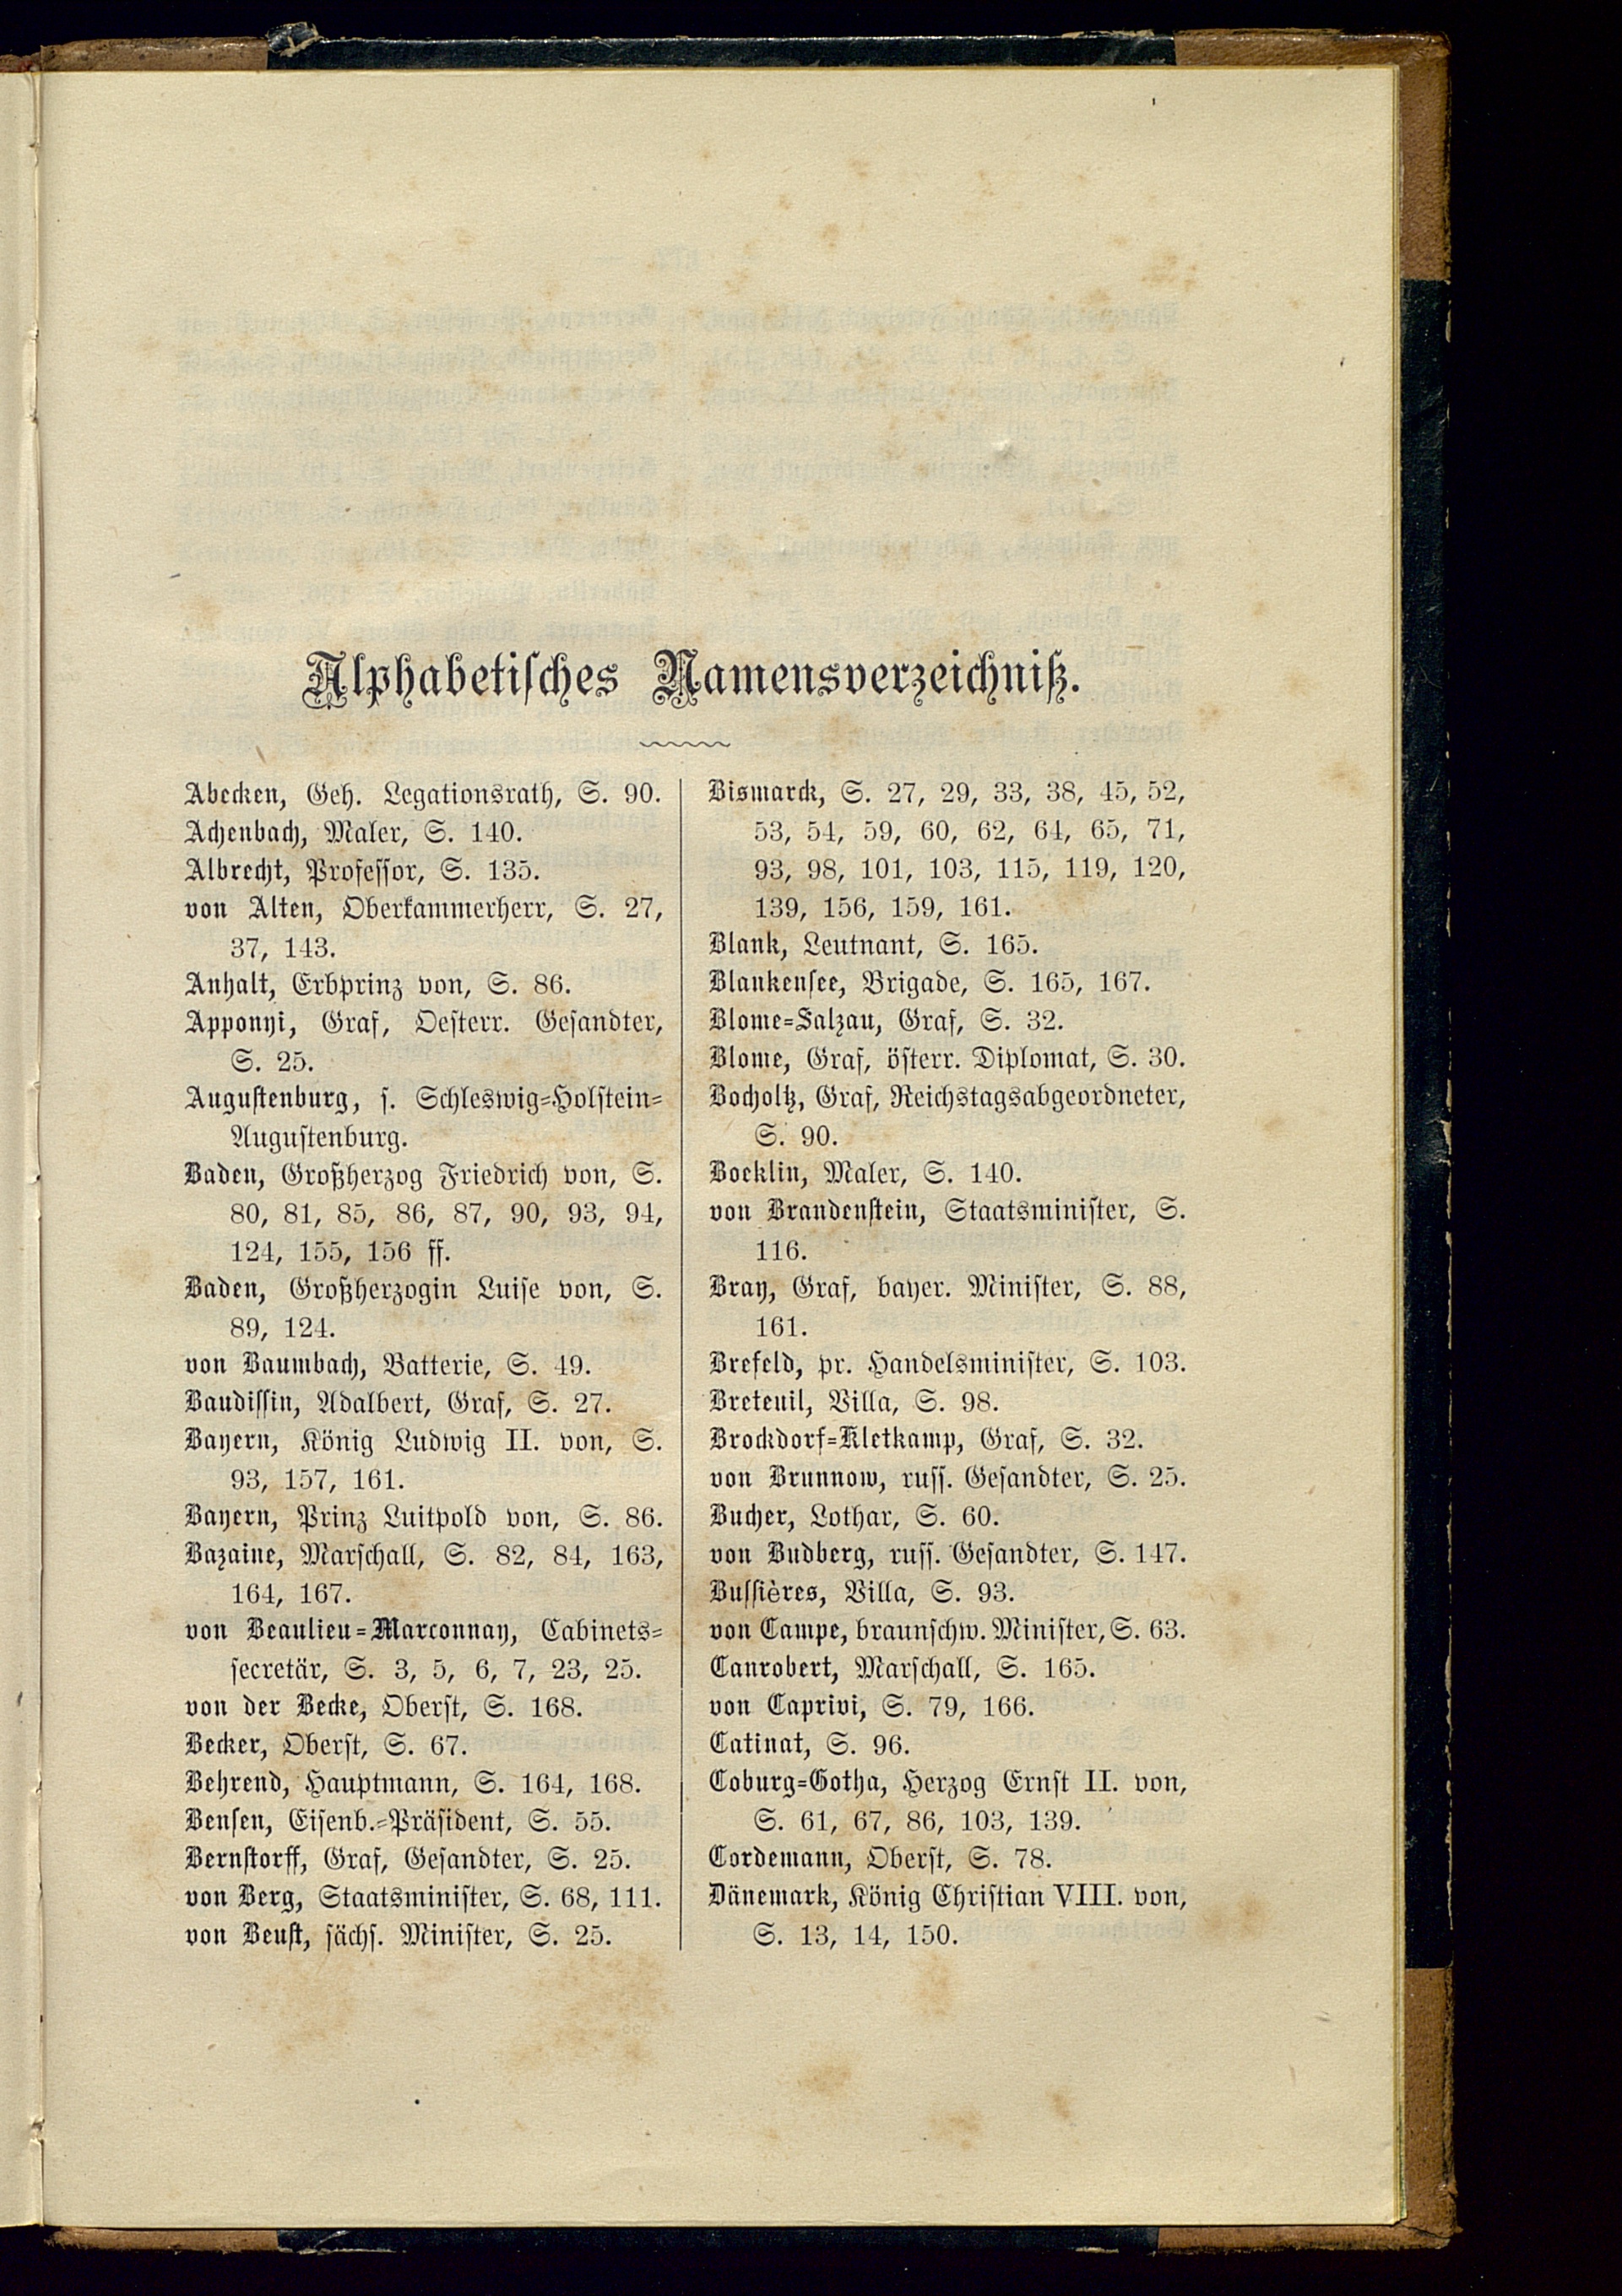 Alphabetisches Namensverzeichniß.
Abecken, Geh. Legationsrath, S. 90.
Achenbach, Maler, S. 140.
Albrecht, Professor, S. 135.
von Alten, Oberkammerherr, S. 27,
37, 143.
Anhalt, Erbprinz von, S. 86.
Apponyi, Graf, Oesterr. Gesandter,
S. 25.
Augustenburg, s. Schleswig-Holstein-
Augustenburg.
Baden, Großherzog Friedrich von, S.
80, 81, 85, 86, 87, 90, 93, 94,
124, 155, 156 ff.
Baden, Großherzogin Luise von, S.
89, 124.
von Baumbach, Batterie, S. 49.
Baudissin, Adalbert, Graf, S. 27.
Bayern, König Ludwig II. von, S.
93, 157, 161.
Bayern, Prinz Luitpold von, S. 86.
Bazaine, Marschall, S. 82, 84, 163,
164, 167.
von Beaulieu-Marconnay, Cabinets-
secretär, S. 3, 5, 6, 7, 23, 25.
von der Becke, Oberst, S. 168.
Becker, Oberst, S. 67.
Behrend, Hauptmann, S. 164, 168.
Bensen, Eisenb.-Präsident, S. 55.
Bernstorff, Graf, Gesandter, S. 25.
von Berg, Staatsminister, S. 68, 111.
von Beust, sächs. Minister, S. 25.
Bismarck, S. 27, 29, 33, 38, 45, 52,
53, 54, 59, 60, 62, 64, 65, 71,
93, 98, 101, 103, 115, 119, 120,
139, 156, 159, 161.
Blank, Leutnant, S. 165.
Blankensee, Brigade, S. 165, 167.
Blome-Salzau, Graf, S. 32.
Blome, Graf, österr. Diplomat, S. 30.
Bocholtz, Graf, Reichstagsabgeordneter,
S. 90.
Boeklin, Maler, S. 140.
von Brandenstein, Staatsminister, S.
116.
Bray, Graf, bayer. Minister, S. 88,
161.
Brefeld, pr. Handelsminister, S. 103.
Breteuil, Villa, S. 98.
Brockdorf-Kletkamp, Graf, S. 32.
von Brunnow, russ. Gesandter, S. 25.
Bucher, Lothar, S. 60.
von Budberg, russ. Gesandter, S. 147.
Bussières, Villa, S. 93.
von Campe, braunschw. Minister, S. 63.
Canrobert, Marschall, S. 165.
von Caprivi, S. 79, 166.
Catinat, S. 96.
Coburg-Gotha, Herzog Ernst II. von,
S. 61, 67, 86, 103, 139.
Cordemann, Oberst, S. 78.
Dänemark, König Christian VIII. von,
S. 13, 14, 150.